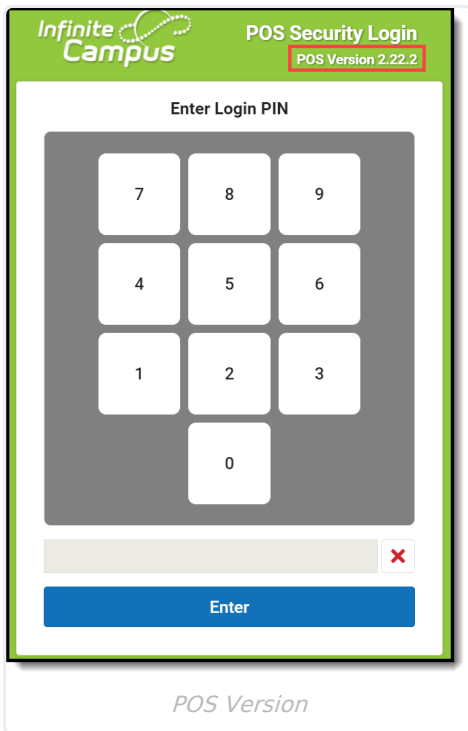 Infinite
Campus
POS Security Login
POS Version 2.22.2
Enter Login PIN
7 8 9
4 5 6
1 2 3
0
Enter
POS Version